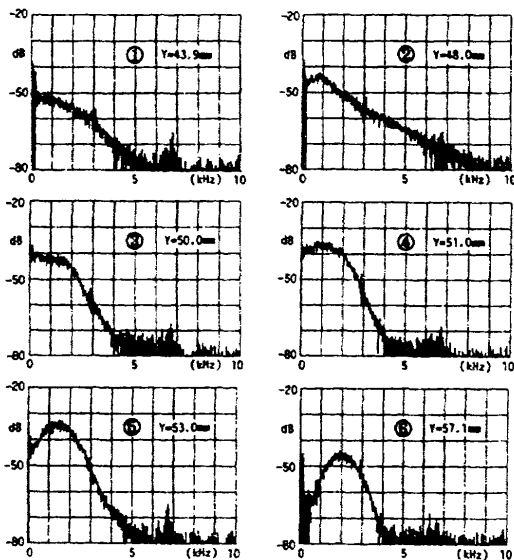 -20
dB
-50
-80
① Y=43.9mm
0 5 (kHz) 10
-20
dB
-50
-80
② Y=48.0mm
0 5 (kHz) 10
-20
dB
-50
-80
③ Y=50.0mm
0 5 (kHz) 10
-20
dB
-50
-80
④ Y=51.0mm
0 5 (kHz) 10
-20
dB
-50
-80
⑤ Y=53.0mm
0 5 (kHz) 10
-20
dB
-50
-80
⑥ Y=57.1mm
0 5 (kHz) 10